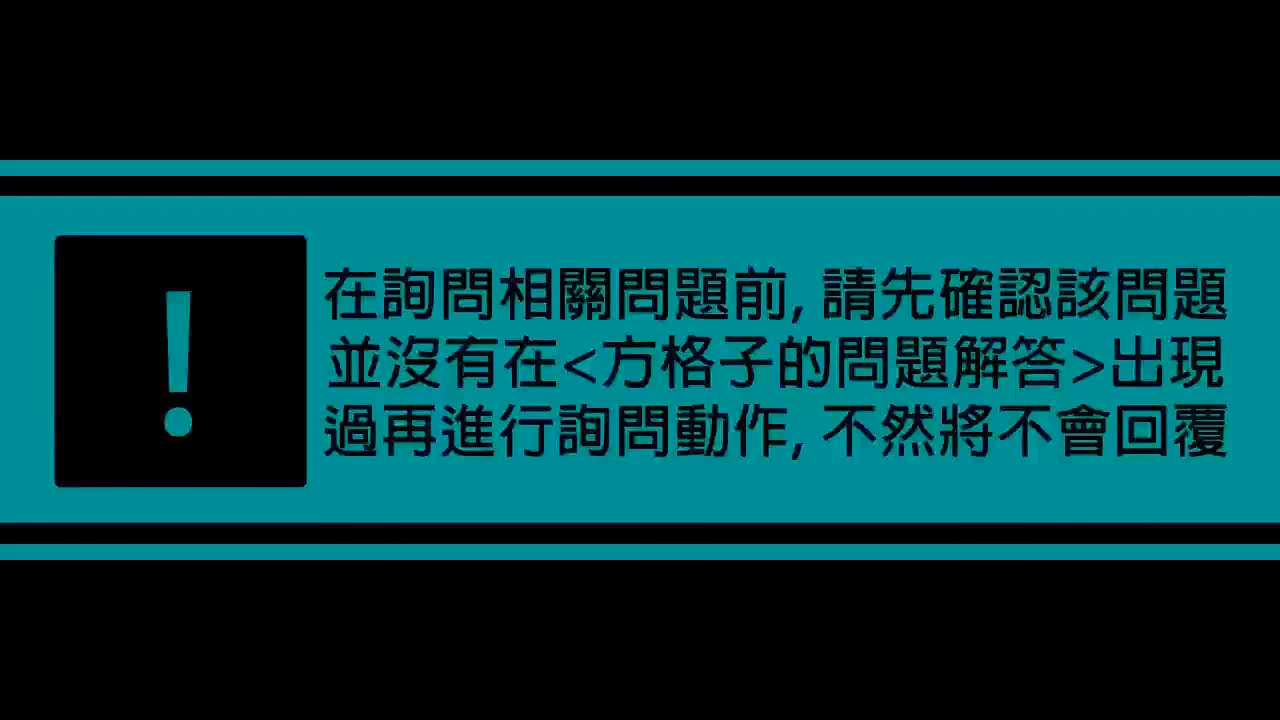 !
在詢問相關問題前, 請先確認該問題
並沒有在<方格子的問題解答>出現
過再進行詢問動作, 不然將不會回覆